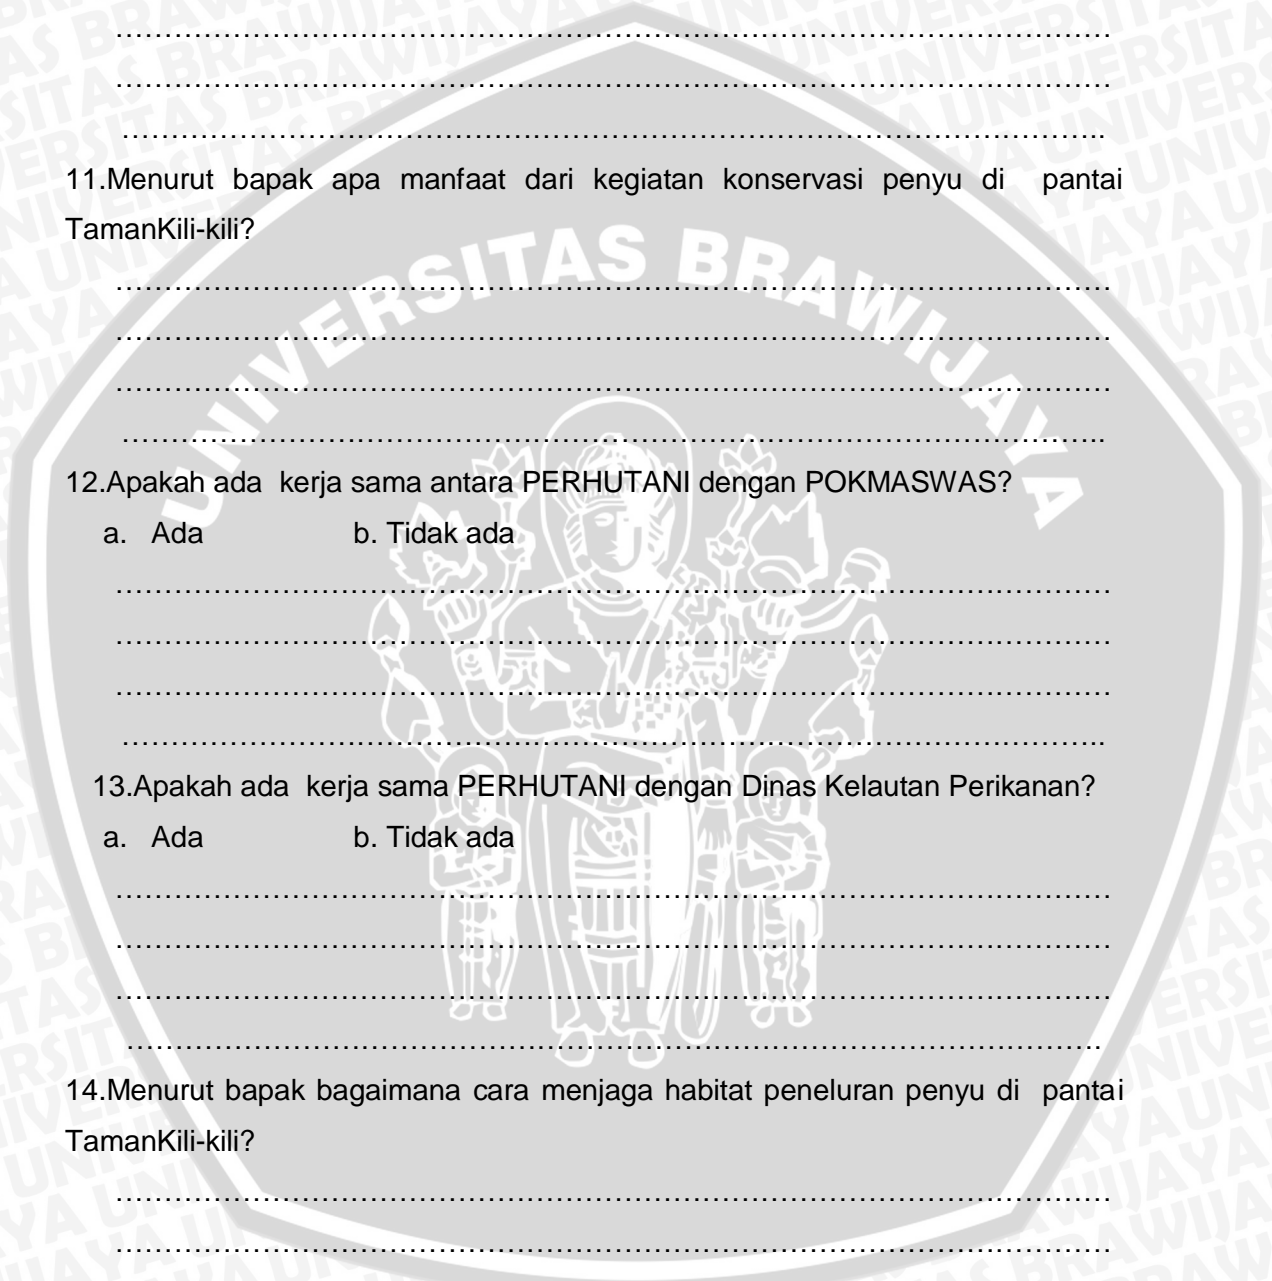 ……………………………………………………………………………………
……………………………………………………………………………………
…………………………………………………………………………………..
11.Menurut bapak apa manfaat dari kegiatan konservasi penyu di pantai
TamanKili-kili?
……………………………………………………………………………………
……………………………………………………………………………………
……………………………………………………………………………………
…………………………………………………………………………………..
12.Apakah ada kerja sama antara PERHUTANI dengan POKMASWAS?
a. Ada b. Tidak ada
……………………………………………………………………………………
……………………………………………………………………………………
……………………………………………………………………………………
…………………………………………………………………………………..
13.Apakah ada kerja sama PERHUTANI dengan Dinas Kelautan Perikanan?
a. Ada b. Tidak ada
……………………………………………………………………………………
……………………………………………………………………………………
……………………………………………………………………………………
………………………………………………………………………………….
14.Menurut bapak bagaimana cara menjaga habitat peneluran penyu di pantai
TamanKili-kili?
……………………………………………………………………………………
……………………………………………………………………………………
UNIVERSITAS BRAWIJAYA